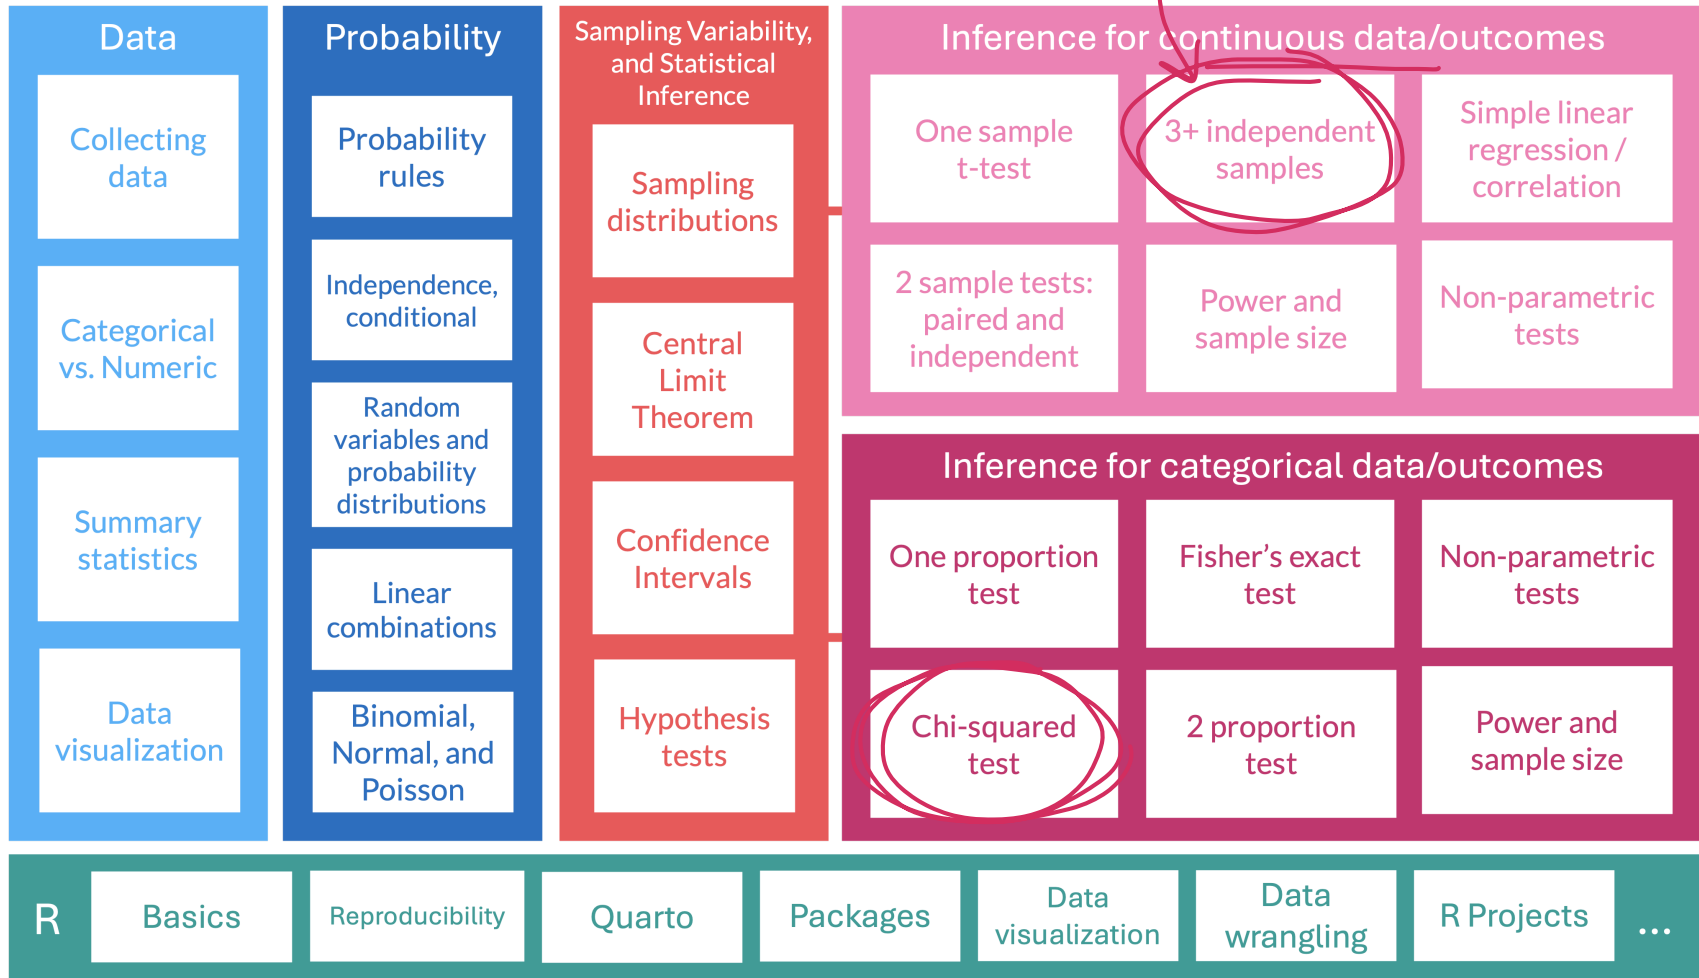 Data
Collecting
data
Categorical
vs. Numeric
Summary
statistics
Data
visualization
Probability
Probability
rules
Independence,
conditional
Random
variables and
probability
distributions
Linear
combinations
Binomial,
Normal, and
Poisson
Sampling Variability,
and Statistical
Inference
Sampling
distributions
Central
Limit
Theorem
Confidence
Intervals
Hypothesis
tests
Inference for continuous data/outcomes
One sample
t-test
3+ independent
samples
Simple linear
regression /
correlation
2 sample tests:
paired and
independent
Power and
sample size
Non-parametric
tests
Inference for categorical data/outcomes
One proportion
test
Fisher’s exact
test
Non-parametric
tests
Chi-squared
test
2 proportion
test
Power and
sample size
R
Basics
Reproducibility
Quarto
Packages
Data
visualization
Data
wrangling
R Projects
...